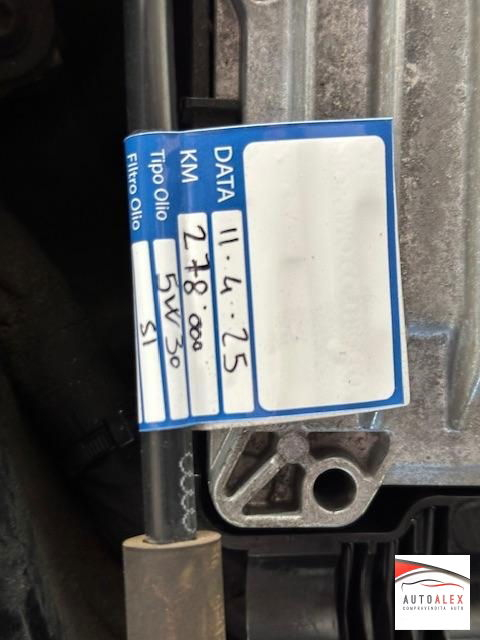 DATA 11.4.25
KM 278.000
Tipo Olio 5W30
Filtro Olio SI
AUTOALEX
COMPRAVENDITA AUTO